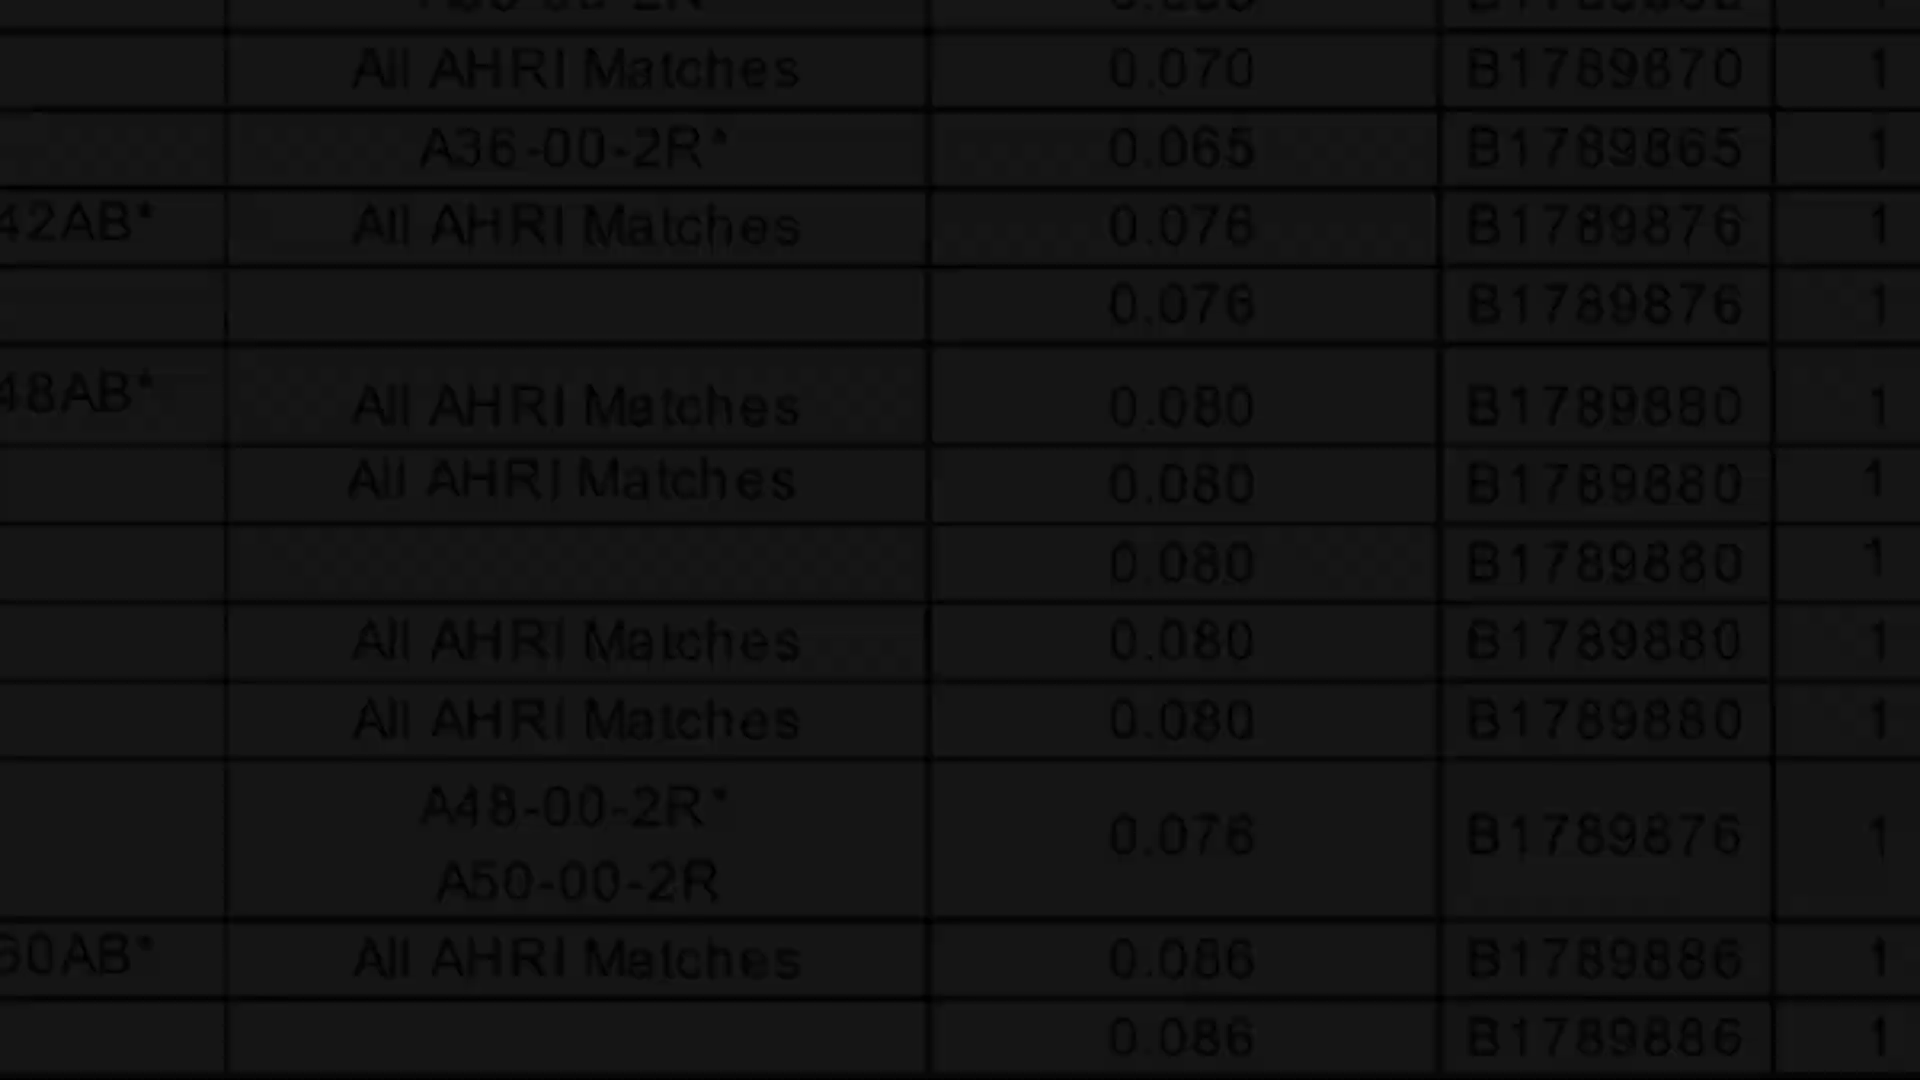 All AHRI Matches 0.070 B1789870 1
A36-00-2R* 0.065 B1789865 1
42AB* All AHRI Matches 0.076 B1789876 1
0.076 B1789876 1
48AB* All AHRI Matches 0.080 B1789880 1
All AHRI Matches 0.080 B1789880 1
0.080 B1789880 1
All AHRI Matches 0.080 B1789880 1
All AHRI Matches 0.080 B1789880 1
A48-00-2R*
A50-00-2R
0.076 B1789876 1
60AB* All AHRI Matches 0.086 B1789886 1
0.086 B1789886 1